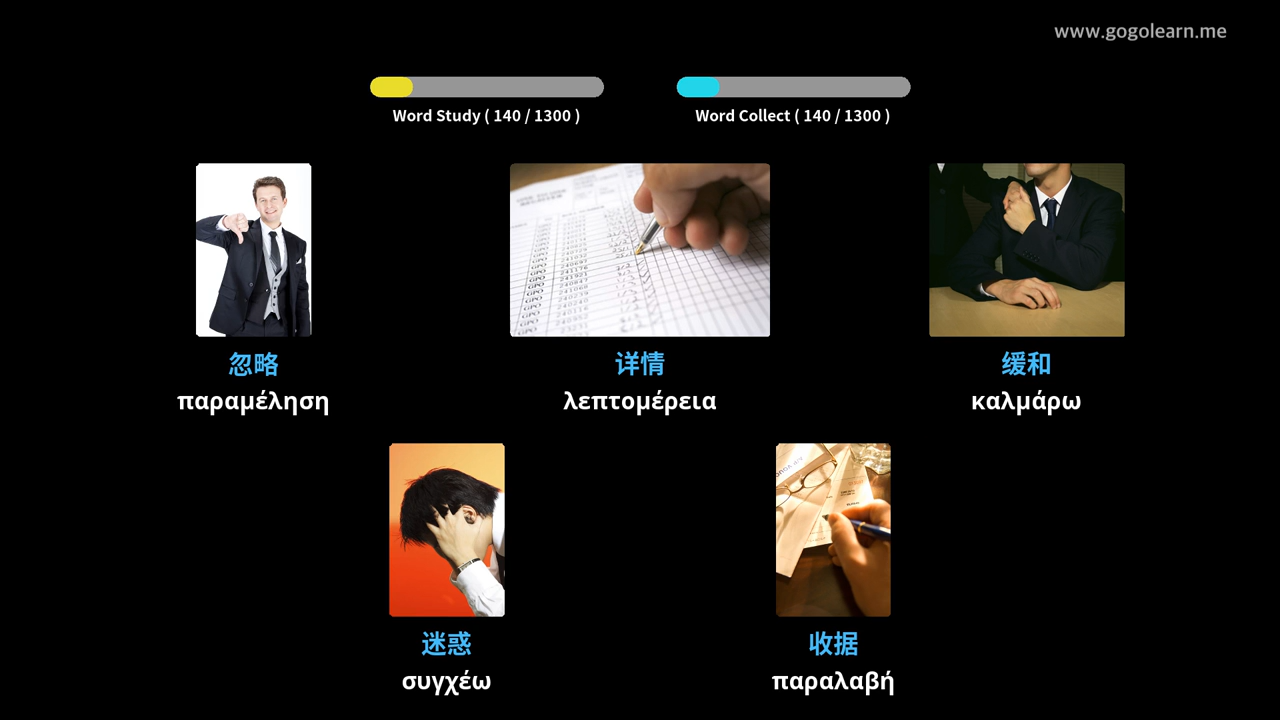 www.gogolearn.me
Word Study ( 140 / 1300 )
Word Collect ( 140 / 1300 )
忽略
παραμέληση
详情
λεπτομέρεια
缓和
καλμάρω
迷惑
συγχέω
收据
παραλαβή